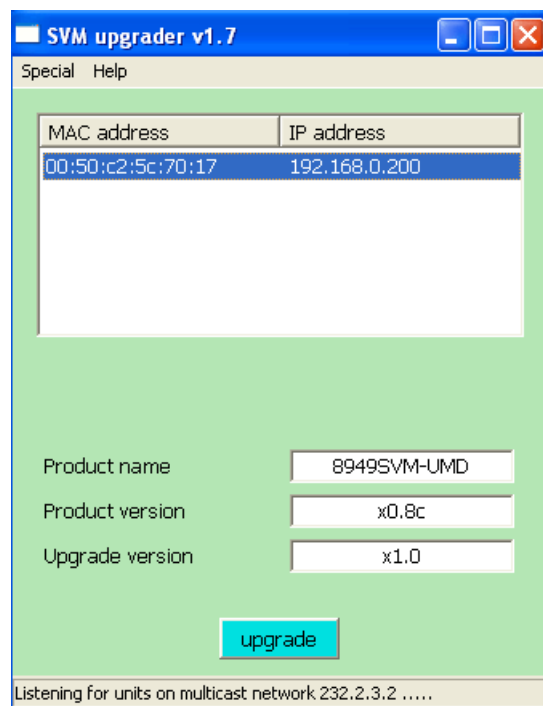 SVM upgrader v1.7
Special Help
MAC address IP address
00:50:c2:5c:70:17 192.168.0.200
Product name 8949SVM-UMD
Product version x0.8c
Upgrade version x1.0
upgrade
Listening for units on multicast network 232.2.3.2 .....